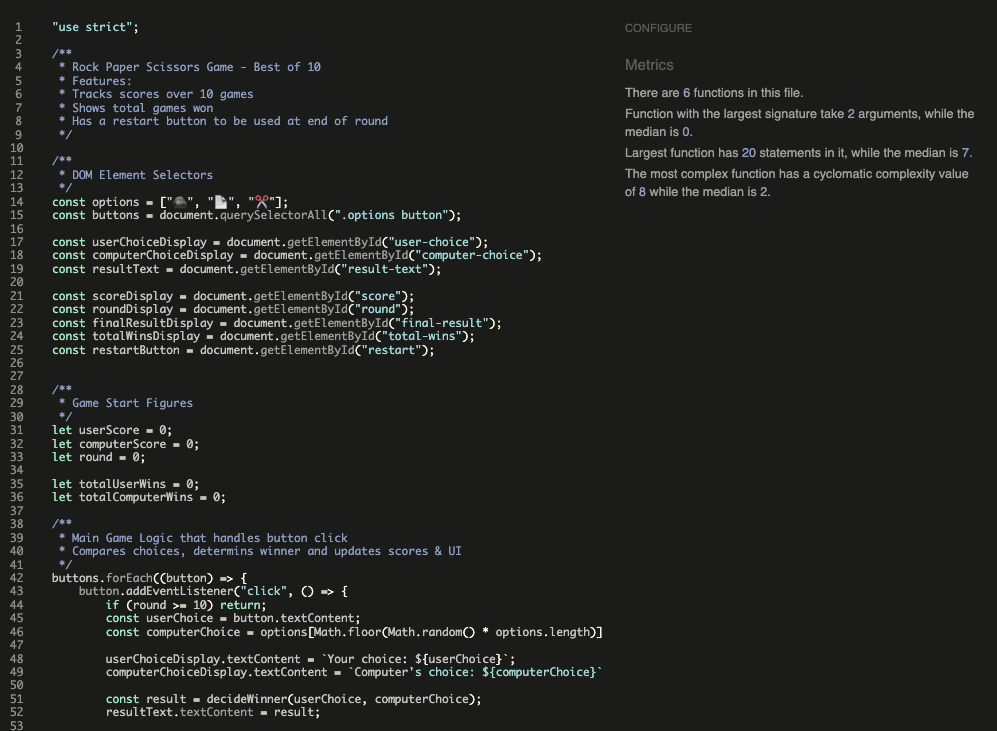 1 "use strict";
2
3 /**
4  * Rock Paper Scissors Game - Best of 10
5  * Features:
6  * Tracks scores over 10 games
7  * Shows total games won
8  * Has a restart button to be used at end of round
9  */
10
11 /**
12  * DOM Element Selectors
13  */
14 const options = ["🪨", "📄", "✂️"];
15 const buttons = document.querySelectorAll(".options button");
16
17 const userChoiceDisplay = document.getElementById("user-choice");
18 const computerChoiceDisplay = document.getElementById("computer-choice");
19 const resultText = document.getElementById("result-text");
20
21 const scoreDisplay = document.getElementById("score");
22 const roundDisplay = document.getElementById("round");
23 const finalResultDisplay = document.getElementById("final-result");
24 const totalWinsDisplay = document.getElementById("total-wins");
25 const restartButton = document.getElementById("restart");
26
27
28 /**
29  * Game Start Figures
30  */
31 let userScore = 0;
32 let computerScore = 0;
33 let round = 0;
34
35 let totalUserWins = 0;
36 let totalComputerWins = 0;
37
38 /**
39  * Main Game Logic that handles button click
40  * Compares choices, determins winner and updates scores & UI
41  */
42 buttons.forEach((button) => {
43     button.addEventListener("click", () => {
44         if (round >= 10) return;
45         const userChoice = button.textContent;
46         const computerChoice = options[Math.floor(Math.random() * options.length)]
47
48         userChoiceDisplay.textContent = `Your choice: ${userChoice}`;
49         computerChoiceDisplay.textContent = `Computer's choice: ${computerChoice}`
50
51         const result = decideWinner(userChoice, computerChoice);
52         resultText.textContent = result;
53
CONFIGURE
Metrics
There are 6 functions in this file.
Function with the largest signature take 2 arguments, while the
median is 0.
Largest function has 20 statements in it, while the median is 7.
The most complex function has a cyclomatic complexity value
of 8 while the median is 2.